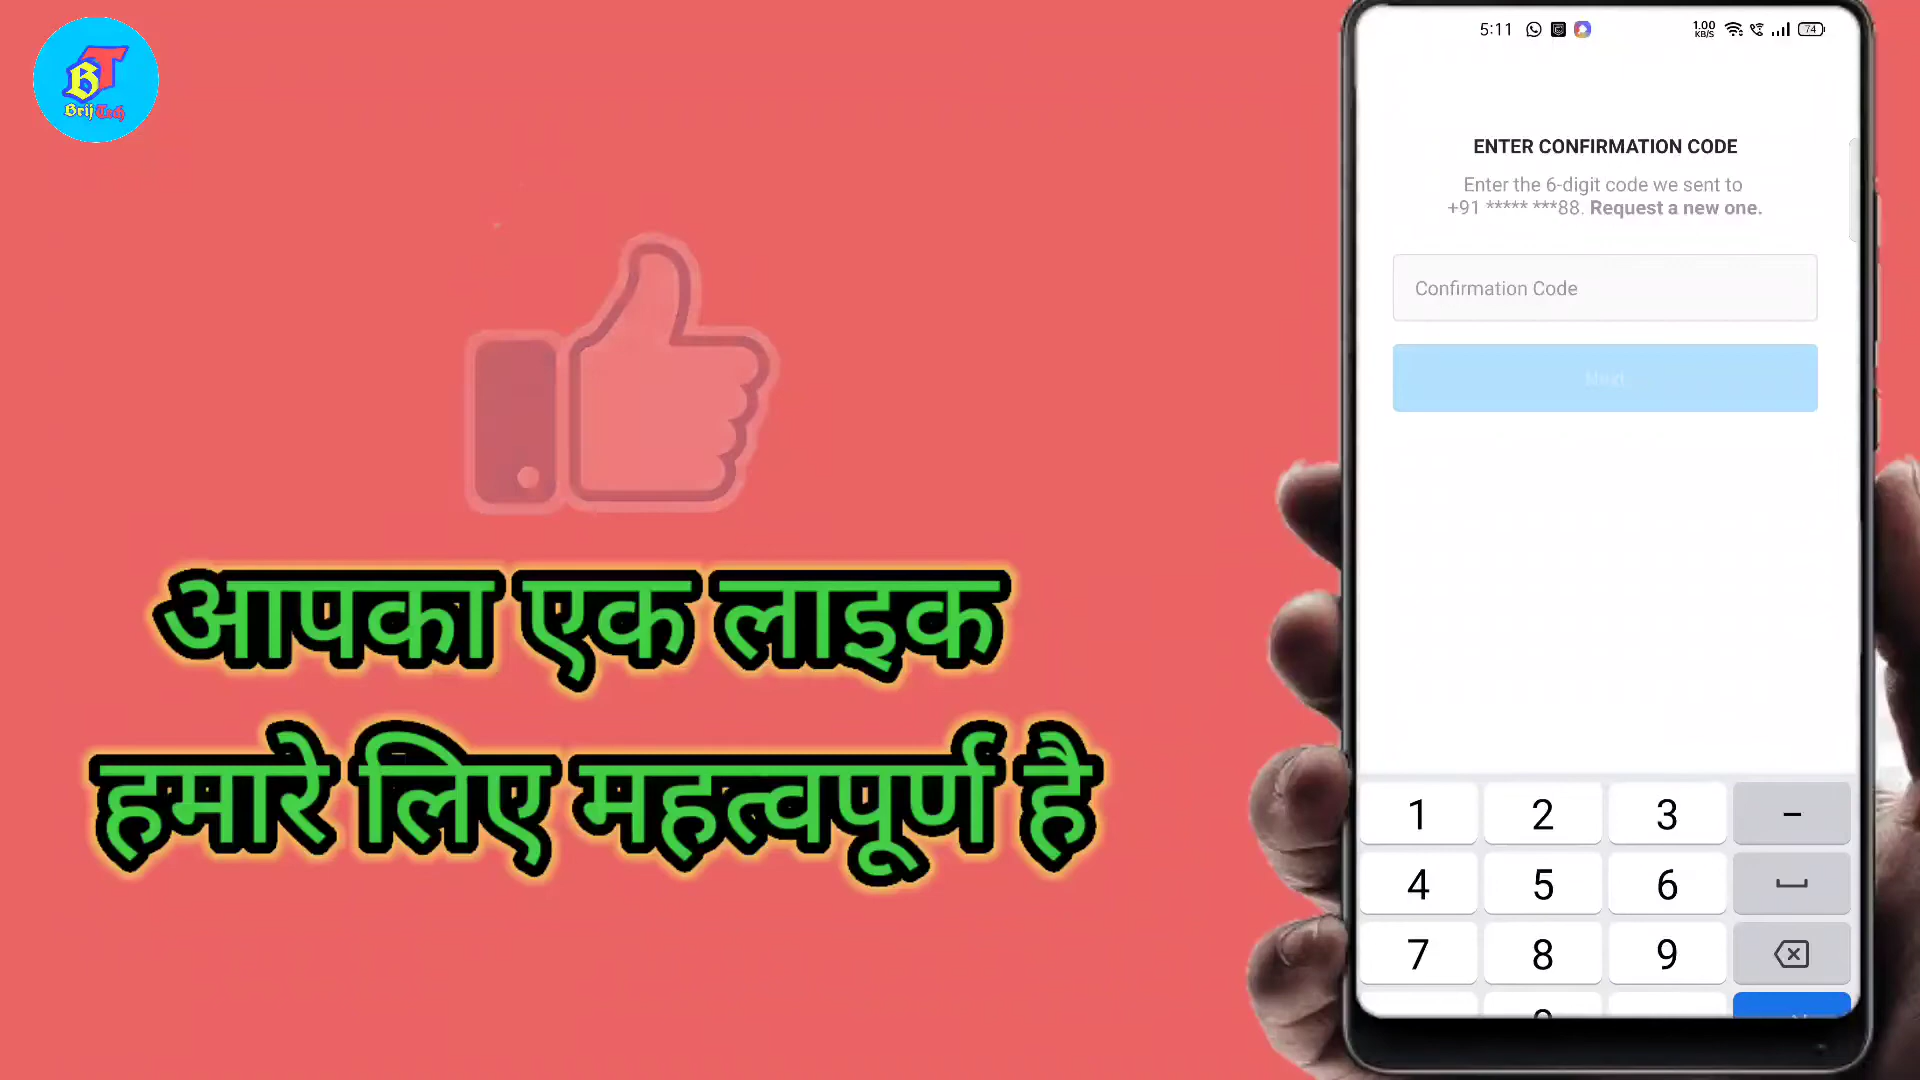 BT
Brij Tech
आपका एक लाइक
हमारे लिए महत्वपूर्ण है
5:11
1.00
KB/S
74
ENTER CONFIRMATION CODE
Enter the 6-digit code we sent to
+91 ***** ***88. Request a new one.
Confirmation Code
Next
1 2 3 –
4 5 6
7 8 9